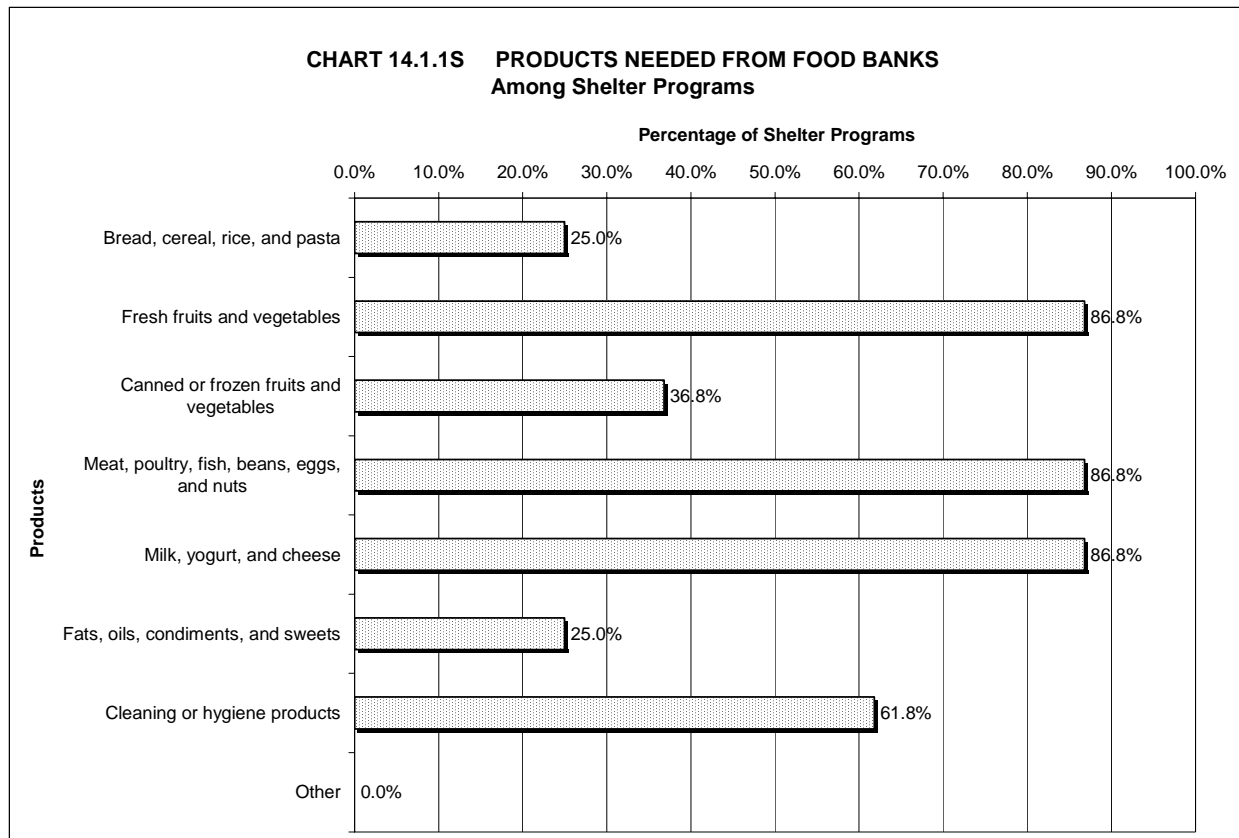 CHART 14.1.1S PRODUCTS NEEDED FROM FOOD BANKS
Among Shelter Programs
Percentage of Shelter Programs
0.0% 10.0% 20.0% 30.0% 40.0% 50.0% 60.0% 70.0% 80.0% 90.0% 100.0%
Products
Bread, cereal, rice, and pasta 25.0%
Fresh fruits and vegetables 86.8%
Canned or frozen fruits and
vegetables 36.8%
Meat, poultry, fish, beans, eggs,
and nuts 86.8%
Milk, yogurt, and cheese 86.8%
Fats, oils, condiments, and sweets 25.0%
Cleaning or hygiene products 61.8%
Other 0.0%